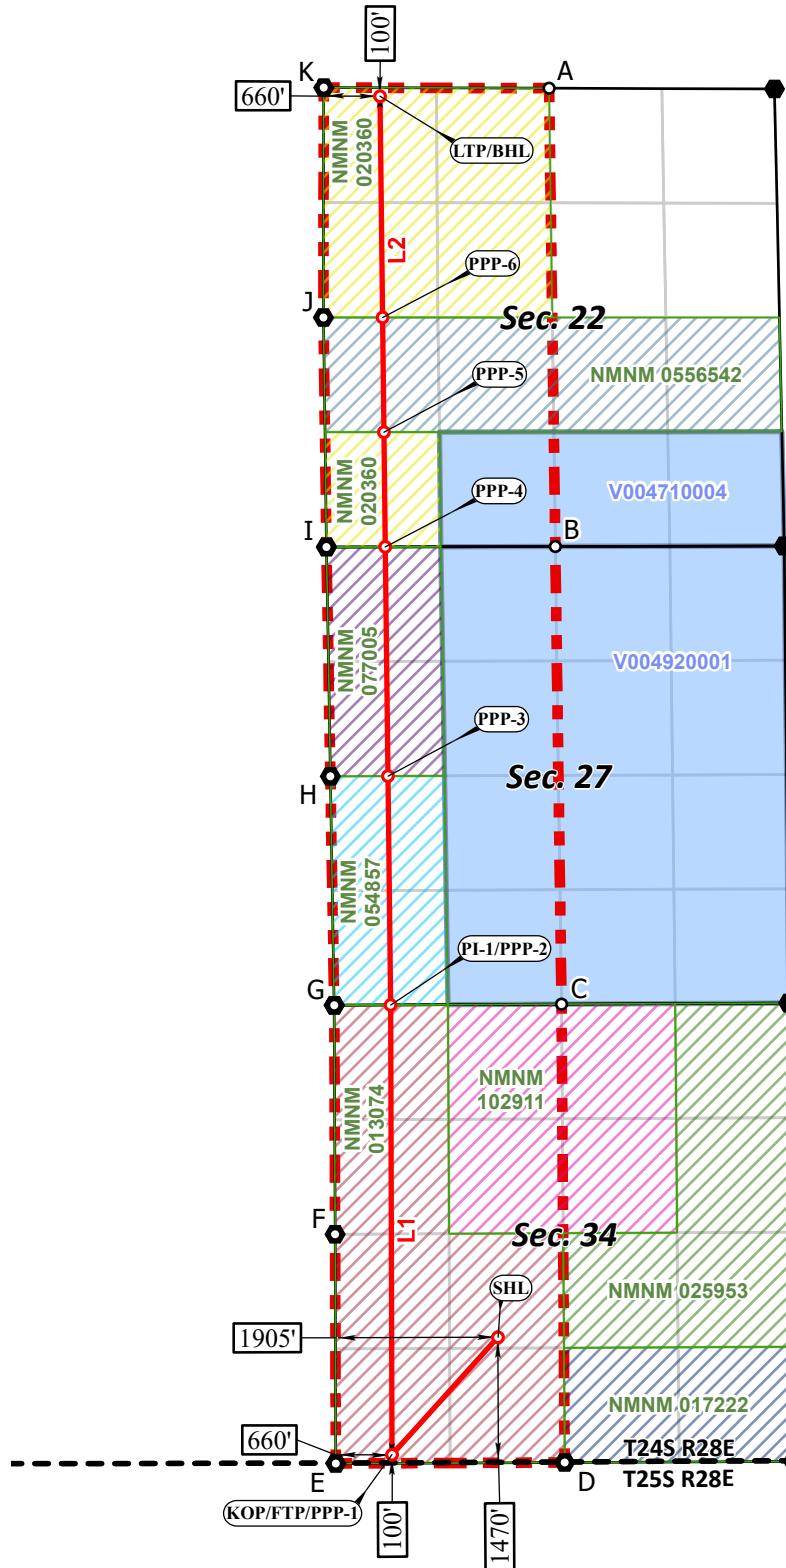 100'
K
A
660'
NMNM
020360
LTP/BHL
L2
PPP-6
J
Sec. 22
PPP-5
NMNM 0556542
NMNM
020360
PPP-4
V004710004
I
B
NMNM
077005
V004920001
PPP-3
Sec. 27
H
NMNM
054857
PI-1/PPP-2
G
C
NMNM
102911
NMNM
013074
F
L1
Sec. 34
SHL
NMNM 025953
1905'
NMNM 017222
660'
T24S R28E
E
D
T25S R28E
KOP/FTP/PPP-1
100'
1470'